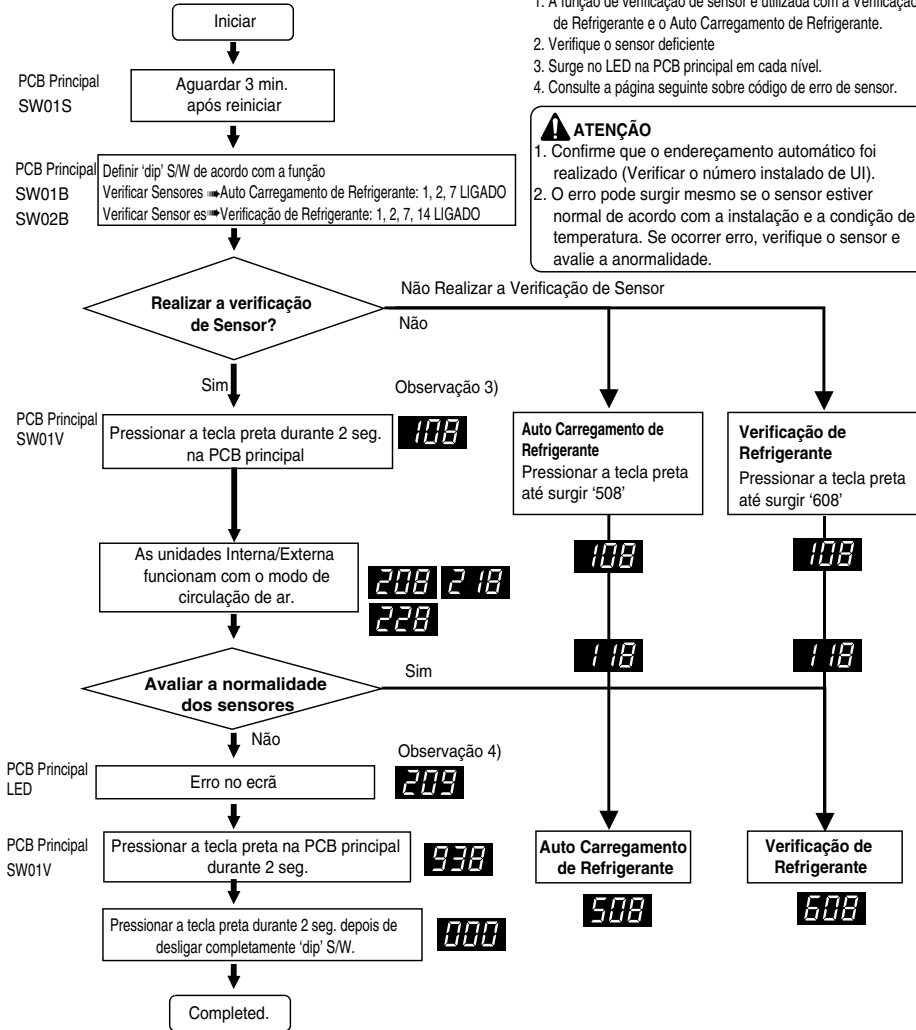 1. A função de verificação de sensor é utilizada com a Verificação
de Refrigerante e o Auto Carregamento de Refrigerante.
2. Verifique o sensor deficiente
3. Surge no LED na PCB principal em cada nível.
4. Consulte a página seguinte sobre código de erro de sensor.
ATENÇÃO
1. Confirme que o endereçamento automático foi
realizado (Verificar o número instalado de UI).
2. O erro pode surgir mesmo se o sensor estiver
normal de acordo com a instalação e a condição de
temperatura. Se ocorrer erro, verifique o sensor e
avalie a anormalidade.
Iniciar
PCB Principal
SW01S
Aguardar 3 min.
após reiniciar
PCB Principal
SW01B
SW02B
Definir ‘dip’ S/W de acordo com a função
Verificar Sensores ➠Auto Carregamento de Refrigerante: 1, 2, 7 LIGADO
Verificar Sensor es➠Verificação de Refrigerante: 1, 2, 7, 14 LIGADO
Realizar a verificação
de Sensor?
Não Realizar a Verificação de Sensor
Não
Sim
Observação 3)
PCB Principal
SW01V
Pressionar a tecla preta durante 2 seg.
na PCB principal
108
Auto Carregamento de
Refrigerante
Pressionar a tecla preta
até surgir ‘508’
Verificação de
Refrigerante
Pressionar a tecla preta
até surgir ‘608’
108
108
As unidades Interna/Externa
funcionam com o modo de
circulação de ar.
208 218
228
118
118
Avaliar a normalidade
dos sensores
Sim
Não
Observação 4)
PCB Principal
LED
Erro no ecrã
209
PCB Principal
SW01V
Pressionar a tecla preta na PCB principal
durante 2 seg.
938
Auto Carregamento
de Refrigerante
Verificação de
Refrigerante
508
608
Pressionar a tecla preta durante 2 seg. depois de
desligar completamente ‘dip’ S/W.
000
Completed.